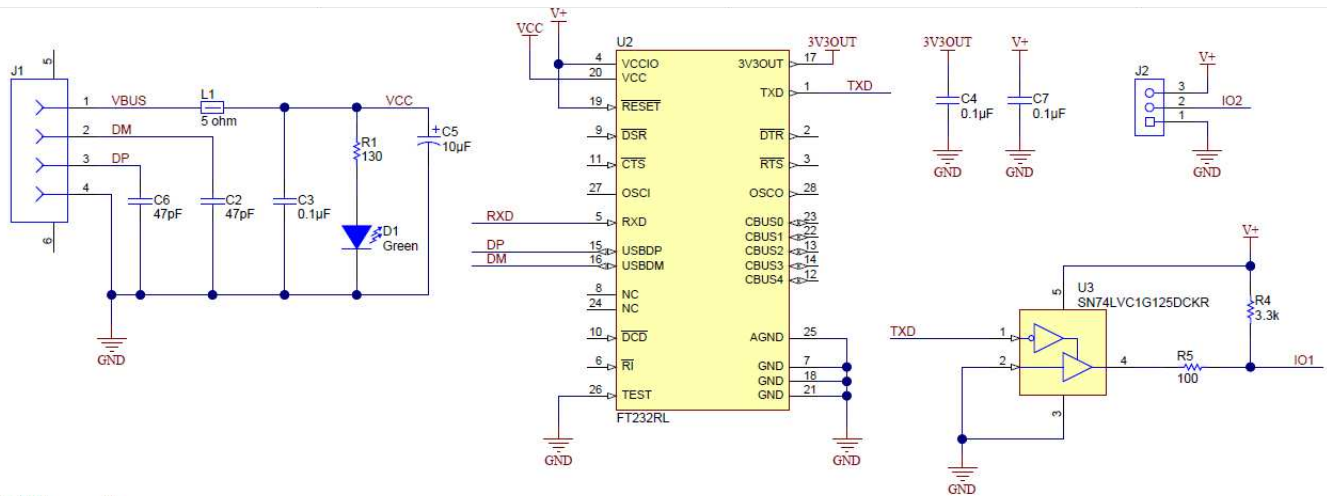 J1
5
1
VBUS
2
DM
3
DP
4
6
L1
5 ohm
VCC
C6
47pF
C2
47pF
C3
0.1µF
R1
130
D1
Green
+
C5
10µF
GND
VCC
V+
U2
4
VCCIO
20
VCC
19
RESET
9
DSR
11
CTS
27
OSCI
RXD
5
RXD
DP
15
USBDP
DM
16
USBDM
8
NC
24
NC
10
DCD
6
RI
26
TEST
FT232RL
GND
3V3OUT
3V3OUT
17
TXD
1
TXD
DTR
2
RTS
3
OSCO
28
CBUS0
23
CBUS1
22
CBUS2
13
CBUS3
14
CBUS4
12
AGND
25
GND
7
GND
18
GND
21
GND
3V3OUT
C4
0.1µF
GND
V+
C7
0.1µF
GND
J2
V+
3
2
IO2
1
GND
V+
U3
SN74LVC1G125DCKR
5
TXD
1
2
4
3
R5
100
R4
3.3k
IO1
GND